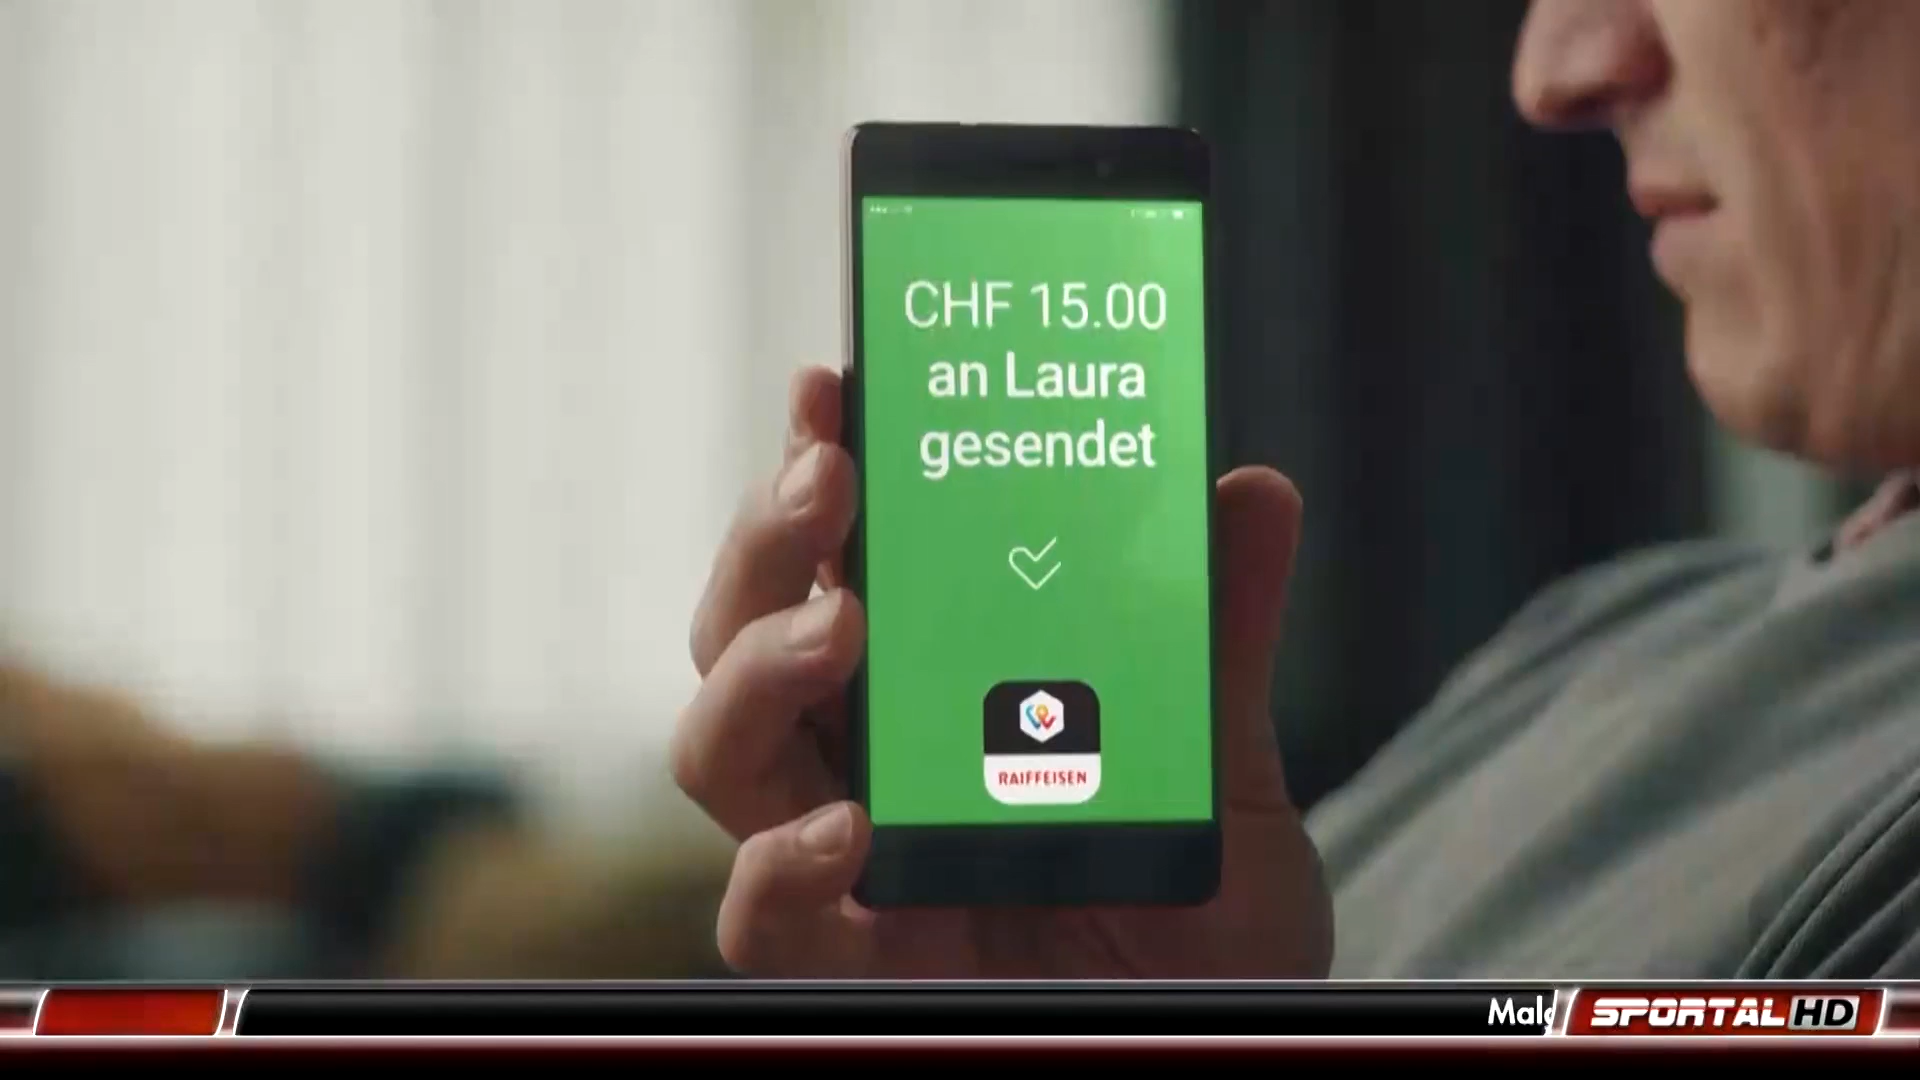 CHF 15.00
an Laura
gesendet
RAIFFEISEN
SPORTAL HD